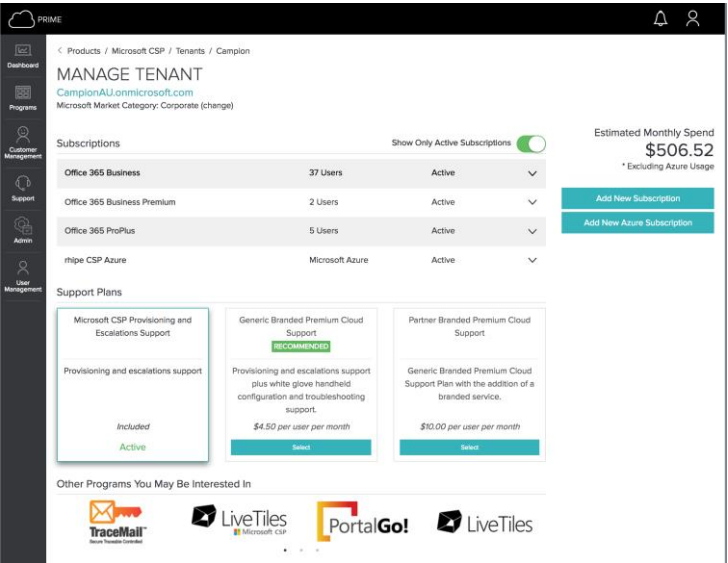 PRIME
Dashboard
Programs
Customer
Management
Support
Admin
User
Management
< Products / Microsoft CSP / Tenants / Campion
MANAGE TENANT
CampionAU.onmicrosoft.com
Microsoft Market Category: Corporate (change)
Subscriptions
Show Only Active Subscriptions
Office 365 Business 37 Users Active
Office 365 Business Premium 2 Users Active
Office 365 ProPlus 5 Users Active
rhipe CSP Azure Microsoft Azure Active
Estimated Monthly Spend
$506.52
* Excluding Azure Usage
Add New Subscription
Add New Azure Subscription
Support Plans
Microsoft CSP Provisioning and
Escalations Support
Provisioning and escalations support
Included
Active
Generic Branded Premium Cloud
Support
RECOMMENDED
Provisioning and escalations support
plus white glove handheld
configuration and troubleshooting
support.
$4.50 per user per month
Select
Partner Branded Premium Cloud
Support
Generic Branded Premium Cloud
Support Plan with the addition of a
branded service.
$10.00 per user per month
Select
Other Programs You May Be Interested In
TraceMail™
Secure Traceable Controlled
LiveTiles
Microsoft CSP
PortalGo!
LiveTiles